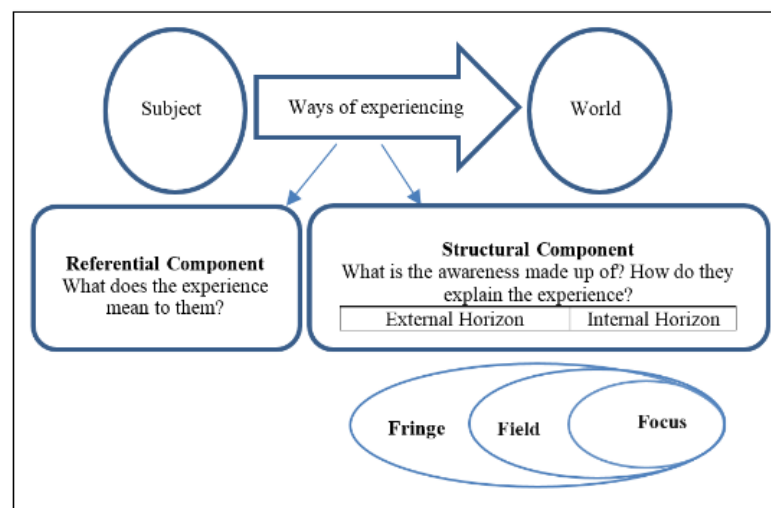 Subject
Ways of experiencing
World
Referential Component
What does the experience
mean to them?
Structural Component
What is the awareness made up of? How do they
explain the experience?
External Horizon
Internal Horizon
Fringe
Field
Focus